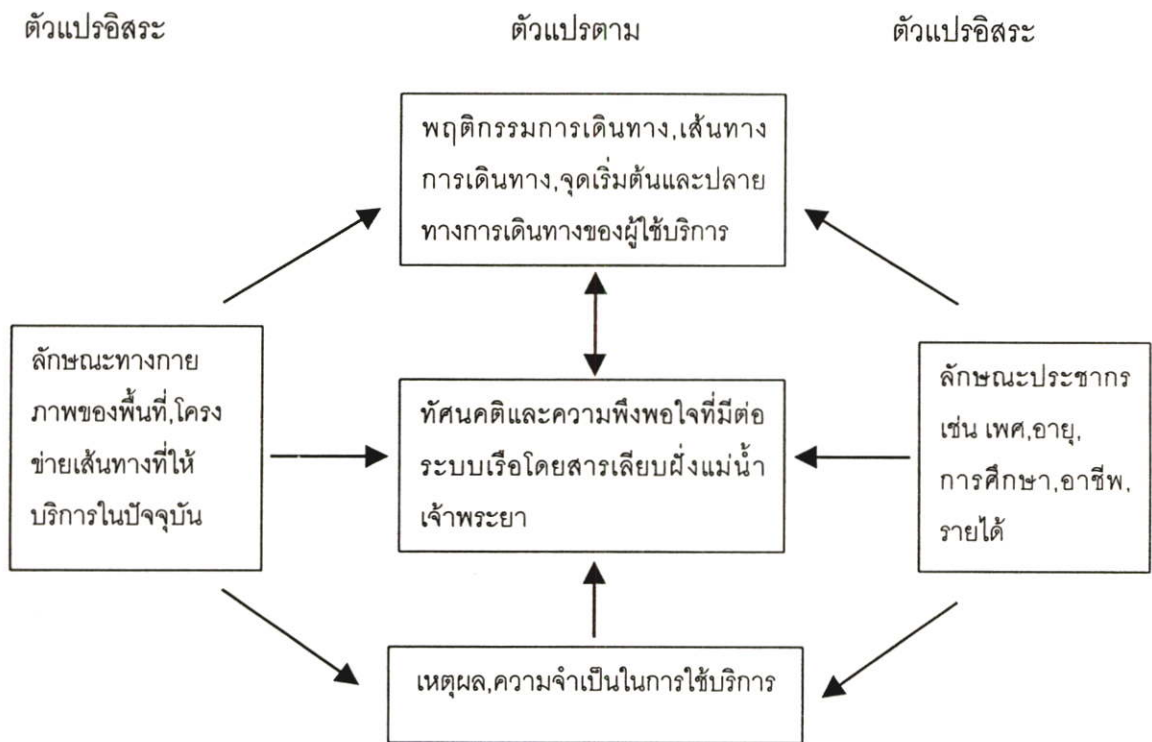 ตัวแปรอิสระ
ตัวแปรตาม
ตัวแปรอิสระ
พฤติกรรมการเดินทาง,เส้นทาง
การเดินทาง,จุดเริ่มต้นและปลาย
ทางการเดินทางของผู้ใช้บริการ
ลักษณะทางกาย
ภาพของพื้นที่,โครง
ข่ายเส้นทางที่ให้
บริการในปัจจุบัน
ทัศนคติและความพึงพอใจที่มีต่อ
ระบบเรือโดยสารเลียบฝั่งแม่น้ำ
เจ้าพระยา
ลักษณะประชากร
เช่น เพศ,อายุ,
การศึกษา,อาชีพ,
รายได้
เหตุผล,ความจำเป็นในการใช้บริการ